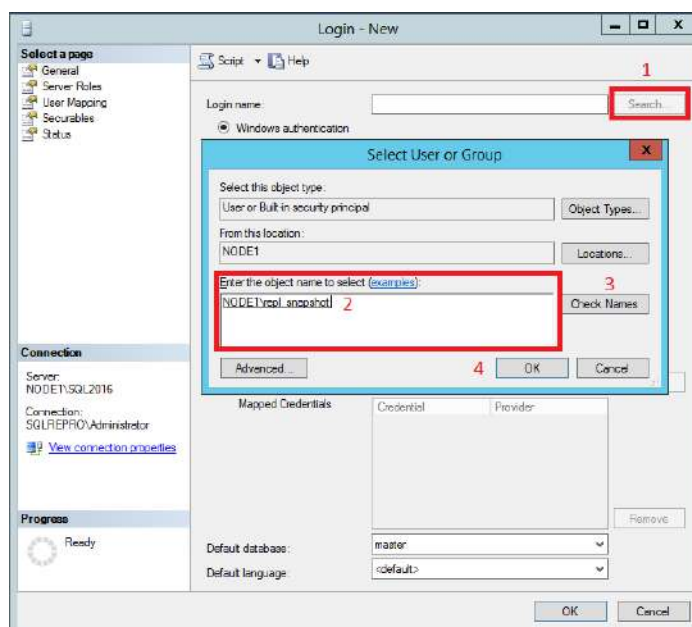 Login - New
Select a page
General
Server Roles
User Mapping
Securables
Status
Script Help
1
Login name:
Search...
Windows authentication
Select User or Group
Select this object type:
User or Built-in security principal
Object Types...
From this location:
NODE1
Locations...
Enter the object name to select (examples):
3
NODE1\repl_snapshot 2
Check Names
Advanced...
4 OK Cancel
Connection
Server:
NODE1\SQL2016
Connection:
SQLREPRO\Administrator
View connection properties
Mapped Credentials
Credential Provider
Remove
Progress
Ready
Default database:
master
Default language:
<default>
OK Cancel